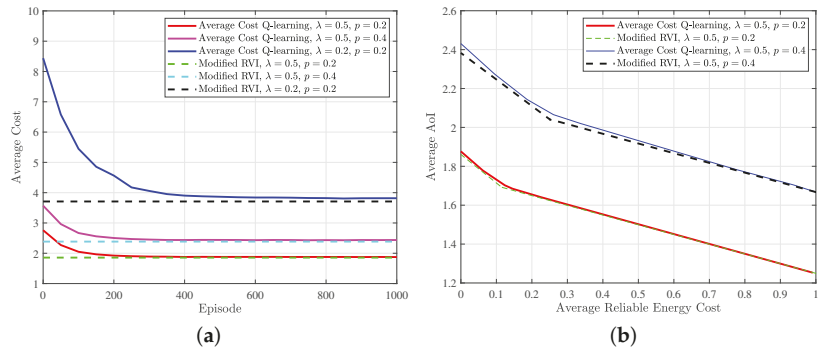 10
9
8
7
6
5
4
3
2
1
Average Cost
0
200
400
600
800
1000
Episode
Average Cost Q-learning, λ = 0.5, p = 0.2
Average Cost Q-learning, λ = 0.5, p = 0.4
Average Cost Q-learning, λ = 0.2, p = 0.2
Modified RVI, λ = 0.5, p = 0.2
Modified RVI, λ = 0.5, p = 0.4
Modified RVI, λ = 0.2, p = 0.2
(a)
2.6
2.4
2.2
2
1.8
1.6
1.4
1.2
Average AoI
0
0.1
0.2
0.3
0.4
0.5
0.6
0.7
0.8
0.9
1
Average Reliable Energy Cost
Average Cost Q-learning, λ = 0.5, p = 0.2
Modified RVI, λ = 0.5, p = 0.2
Average Cost Q-learning, λ = 0.5, p = 0.4
Modified RVI, λ = 0.5, p = 0.4
(b)